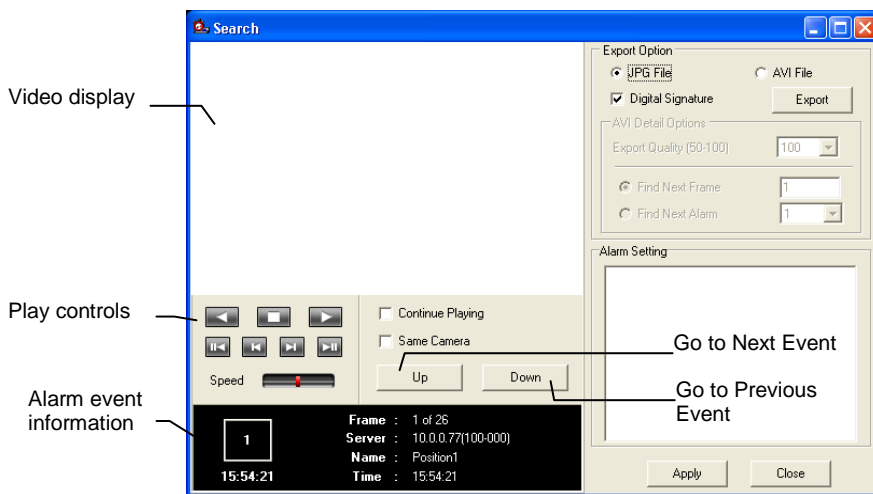 Search
Export Option
JPG File
AVI File
Digital Signature
Export
AVI Detail Options
Export Quality (50-100)
100
Find Next Frame
1
Find Next Alarm
1
Alarm Setting
Video display
Play controls
Continue Playing
Same Camera
Speed
Up
Down
Go to Next Event
Go to Previous
Event
Alarm event
information
1
15:54:21
Frame : 1 of 26
Server : 10.0.0.77(100-000)
Name : Position1
Time : 15:54:21
Apply
Close